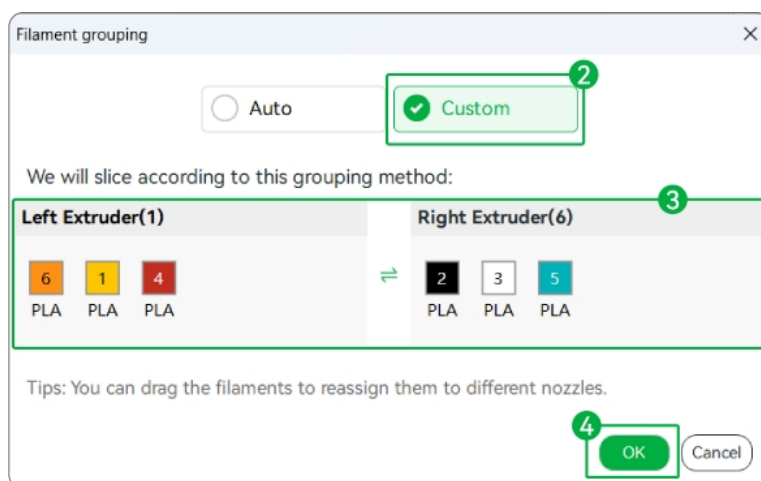 Filament grouping
2
Auto
Custom
We will slice according to this grouping method:
3
Left Extruder(1)
Right Extruder(6)
6 1 4
2 3 5
PLA PLA PLA
PLA PLA PLA
Tips: You can drag the filaments to reassign them to different nozzles.
4
OK
Cancel